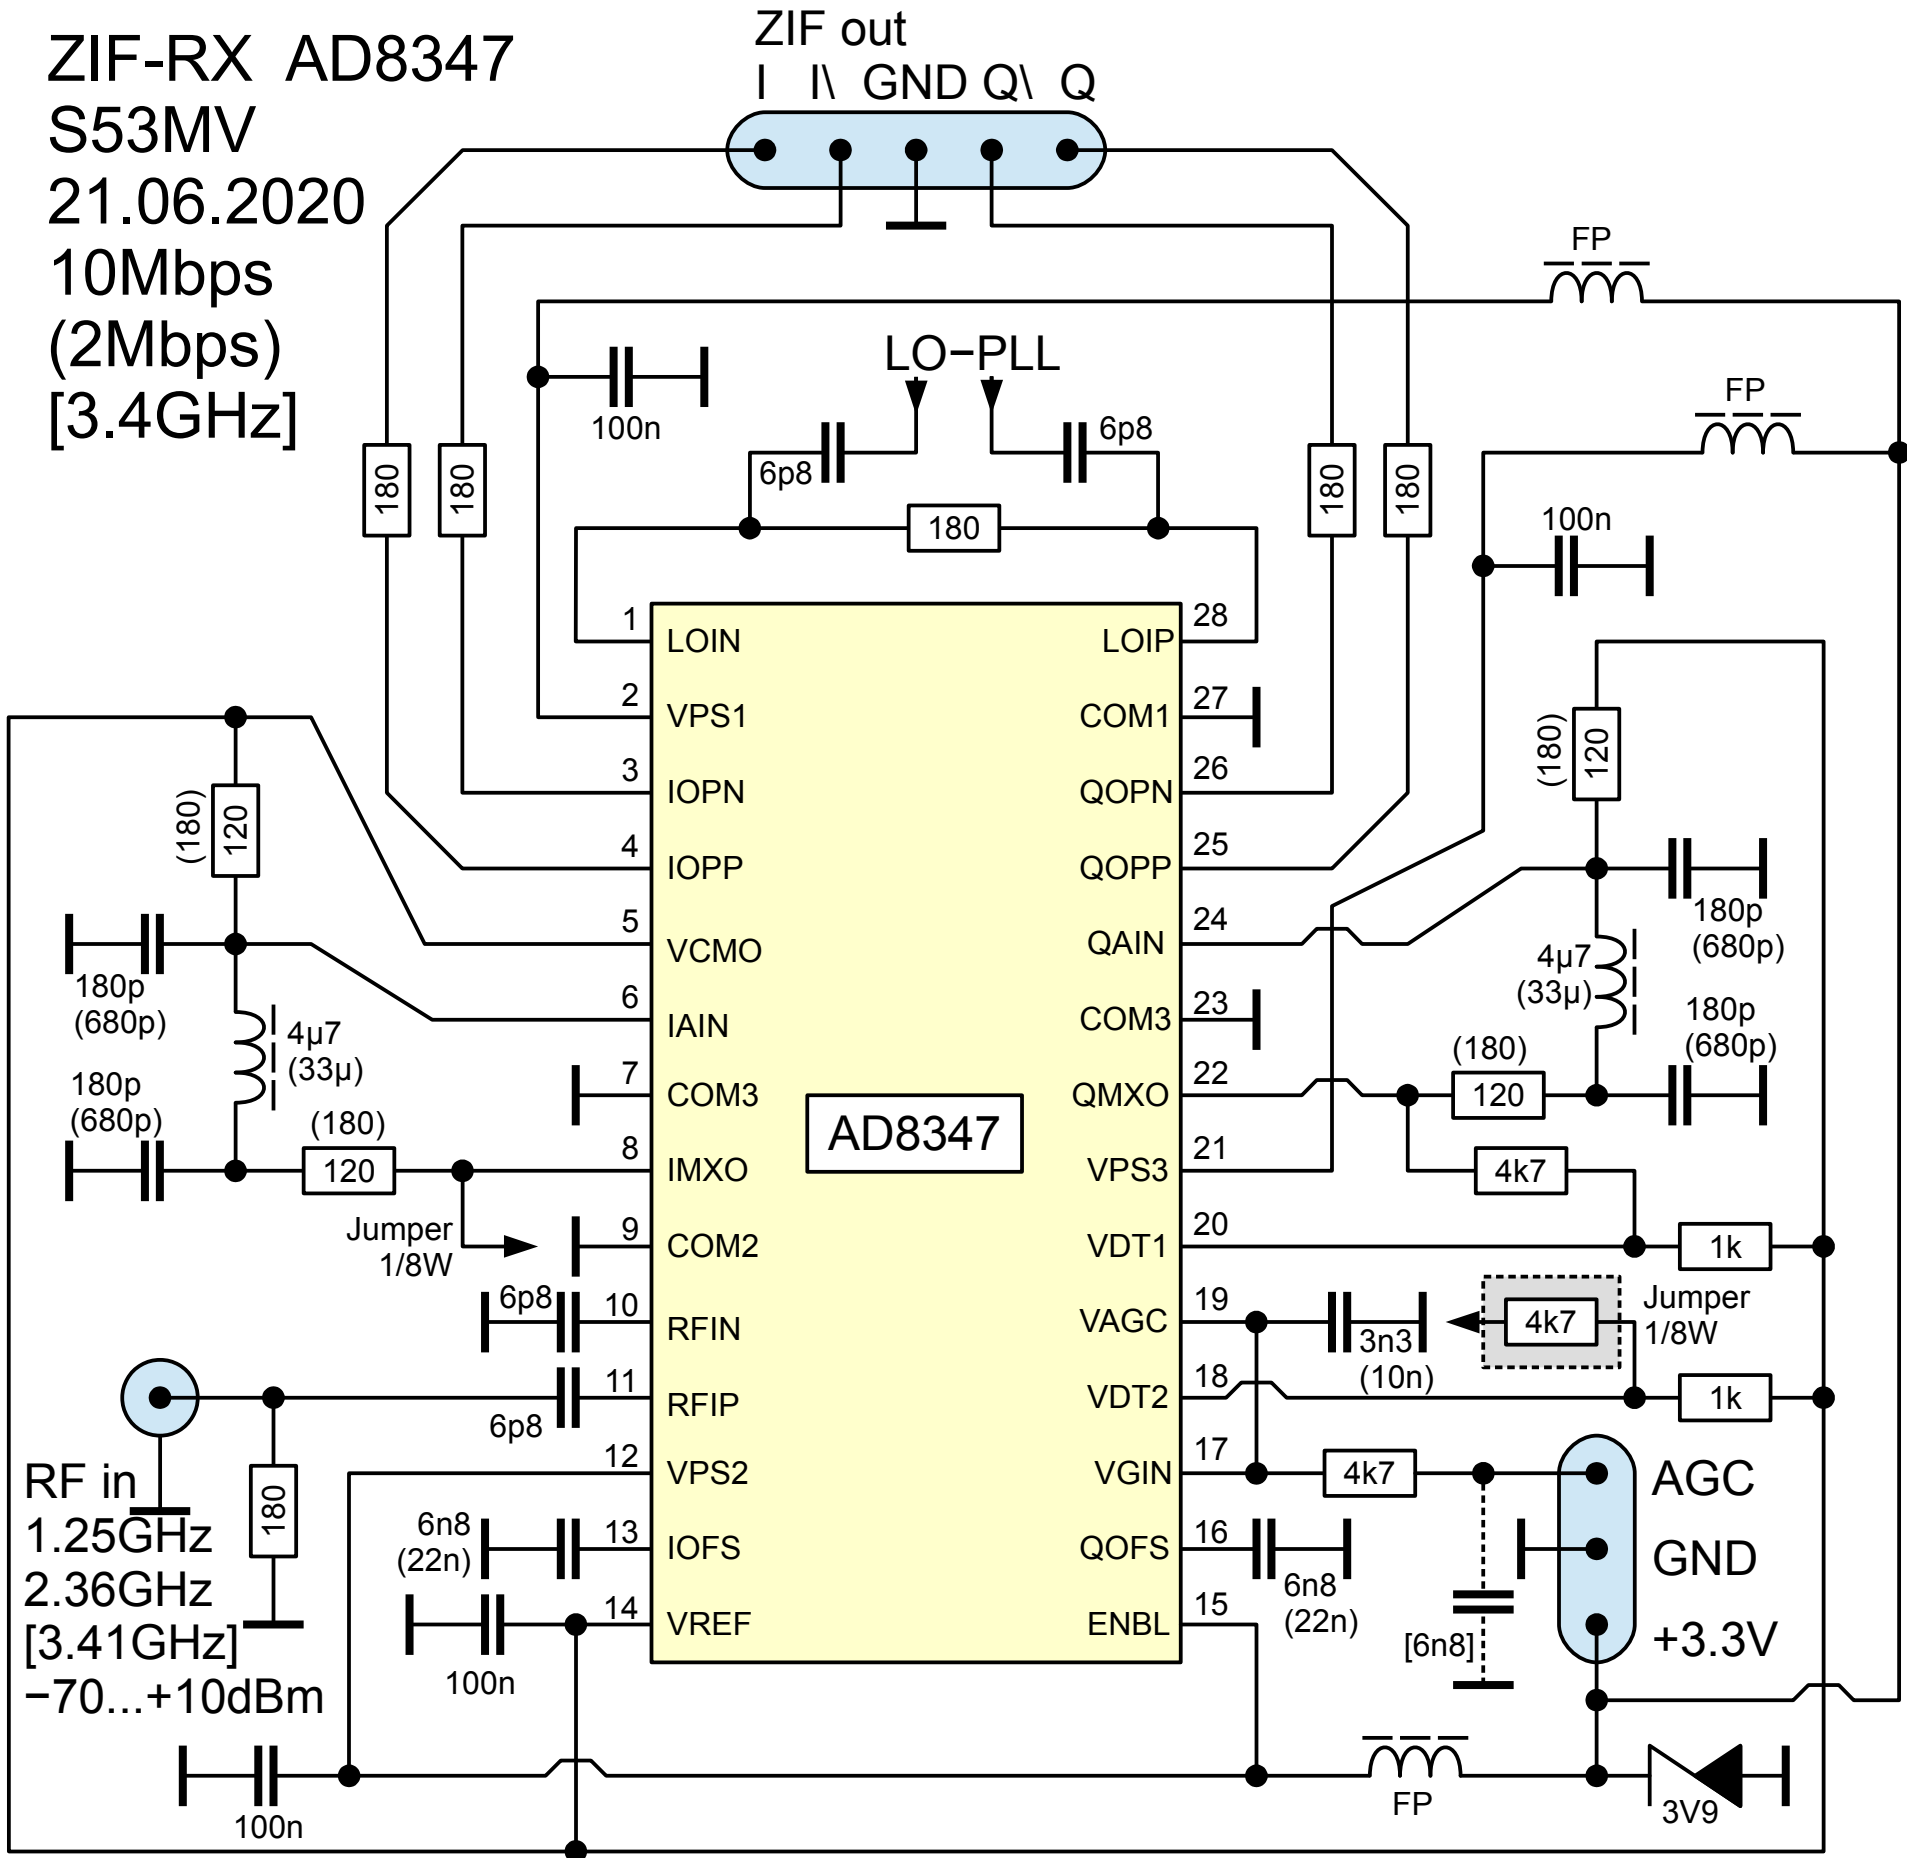 ZIF-RX AD8347
S53MV
21.06.2020
10Mbps
(2Mbps)
[3.4GHz]
ZIF out
I I\ GND Q\ Q
FP
FP
LO−PLL
100n
6p8
6p8
180
180
180
180
180
100n
1
LOIN
2
VPS1
3
IOPN
4
IOPP
5
VCMO
6
IAIN
7
COM3
8
IMXO
9
COM2
10
RFIN
11
RFIP
12
VPS2
13
IOFS
14
VREF
28
LOIP
27
COM1
26
QOPN
25
QOPP
24
QAIN
23
COM3
22
QMXO
21
VPS3
20
VDT1
19
VAGC
18
VDT2
17
VGIN
16
QOFS
15
ENBL
AD8347
(180)
120
180p
(680p)
4µ7
(33µ)
180p
(680p)
(180)
120
Jumper
1/8W
6p8
6p8
RF in
1.25GHz
2.36GHz
[3.41GHz]
−70...+10dBm
180
6n8
(22n)
100n
100n
(180)
120
180p
(680p)
4µ7
(33µ)
180p
(680p)
(180)
120
4k7
1k
4k7
Jumper
1/8W
3n3
(10n)
1k
4k7
6n8
(22n)
[6n8]
AGC
GND
+3.3V
FP
3V9